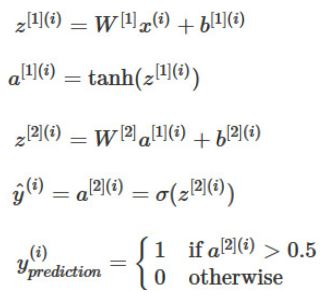 z^{[1](i)} = W^{[1]}x^{(i)} + b^{[1](i)}
a^{[1](i)} = tanh(z^{[1](i)})
z^{[2](i)} = W^{[2]}a^{[1](i)} + b^{[2](i)}
ŷ^{(i)} = a^{[2](i)} = σ(z^{[2](i)})
y^{(i)}_{prediction} = { 1 if a^{[2](i)} > 0.5
0 otherwise